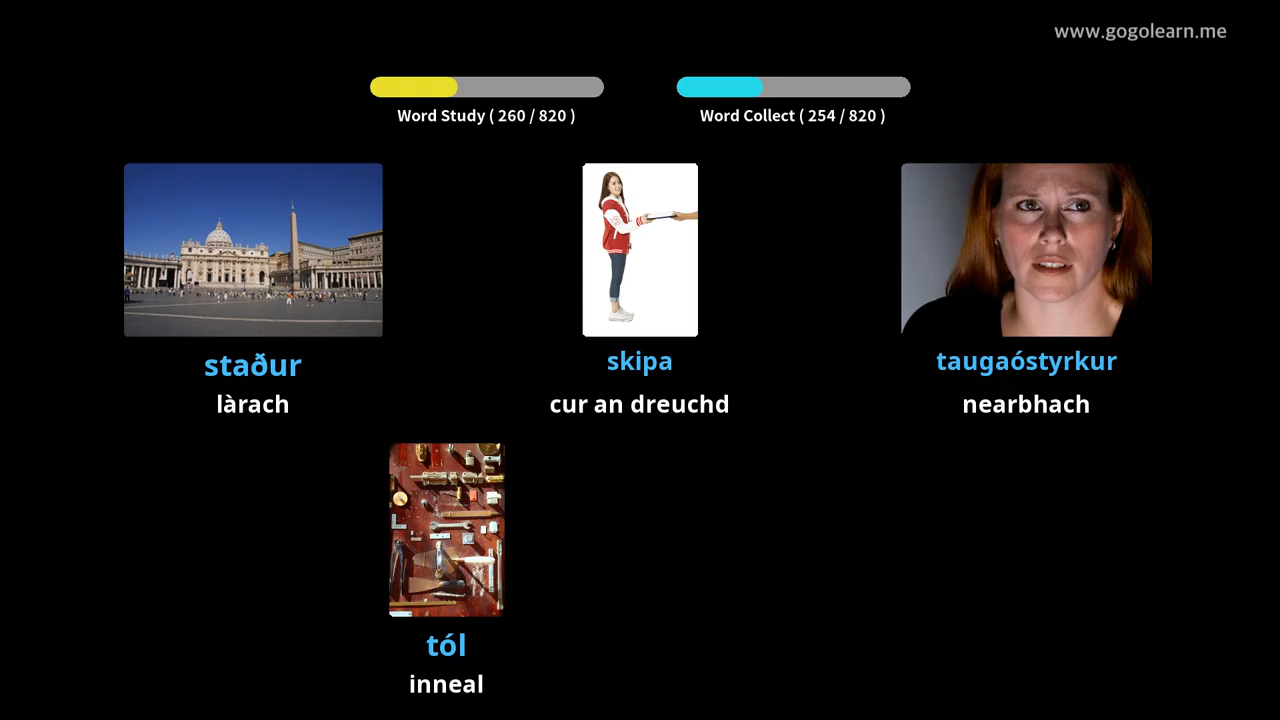 www.gogolearn.me
Word Study ( 260 / 820 )
Word Collect ( 254 / 820 )
staður
làrach
skipa
cur an dreuchd
taugaóstyrkur
nearbhach
tól
inneal